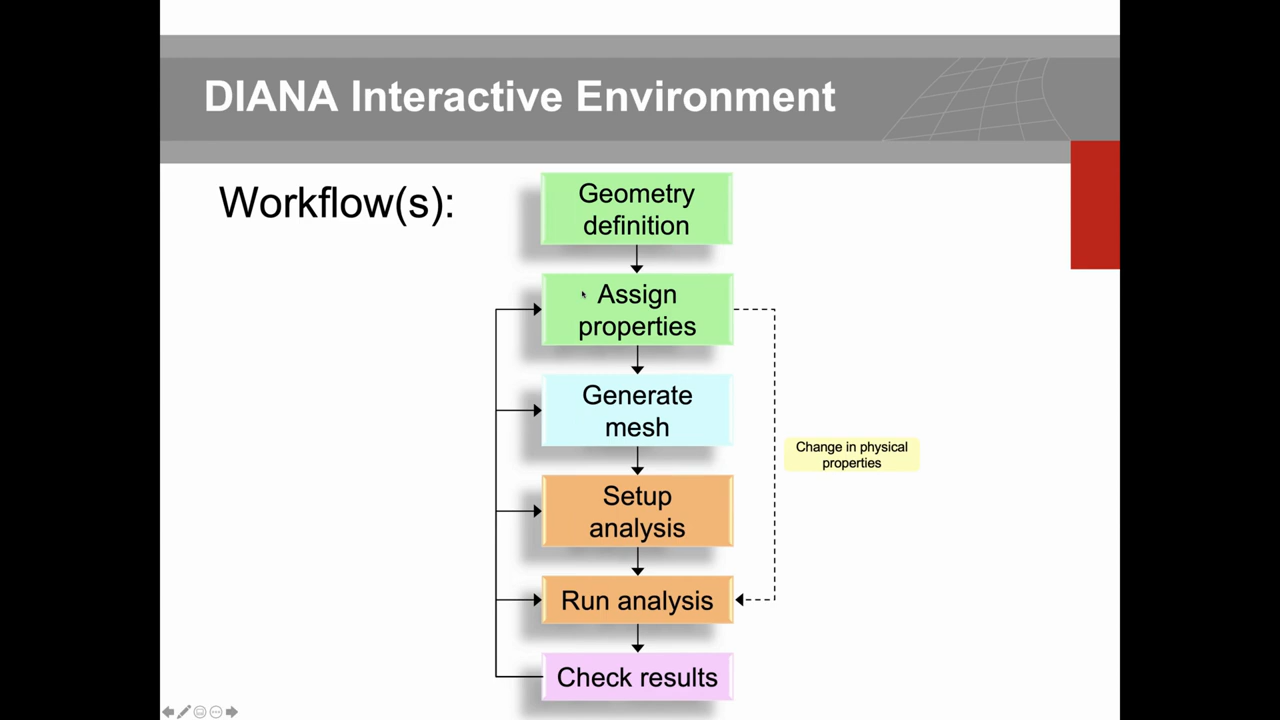 DIANA Interactive Environment
Workflow(s):
Geometry
definition
Assign
properties
Generate
mesh
Change in physical
properties
Setup
analysis
Run analysis
Check results